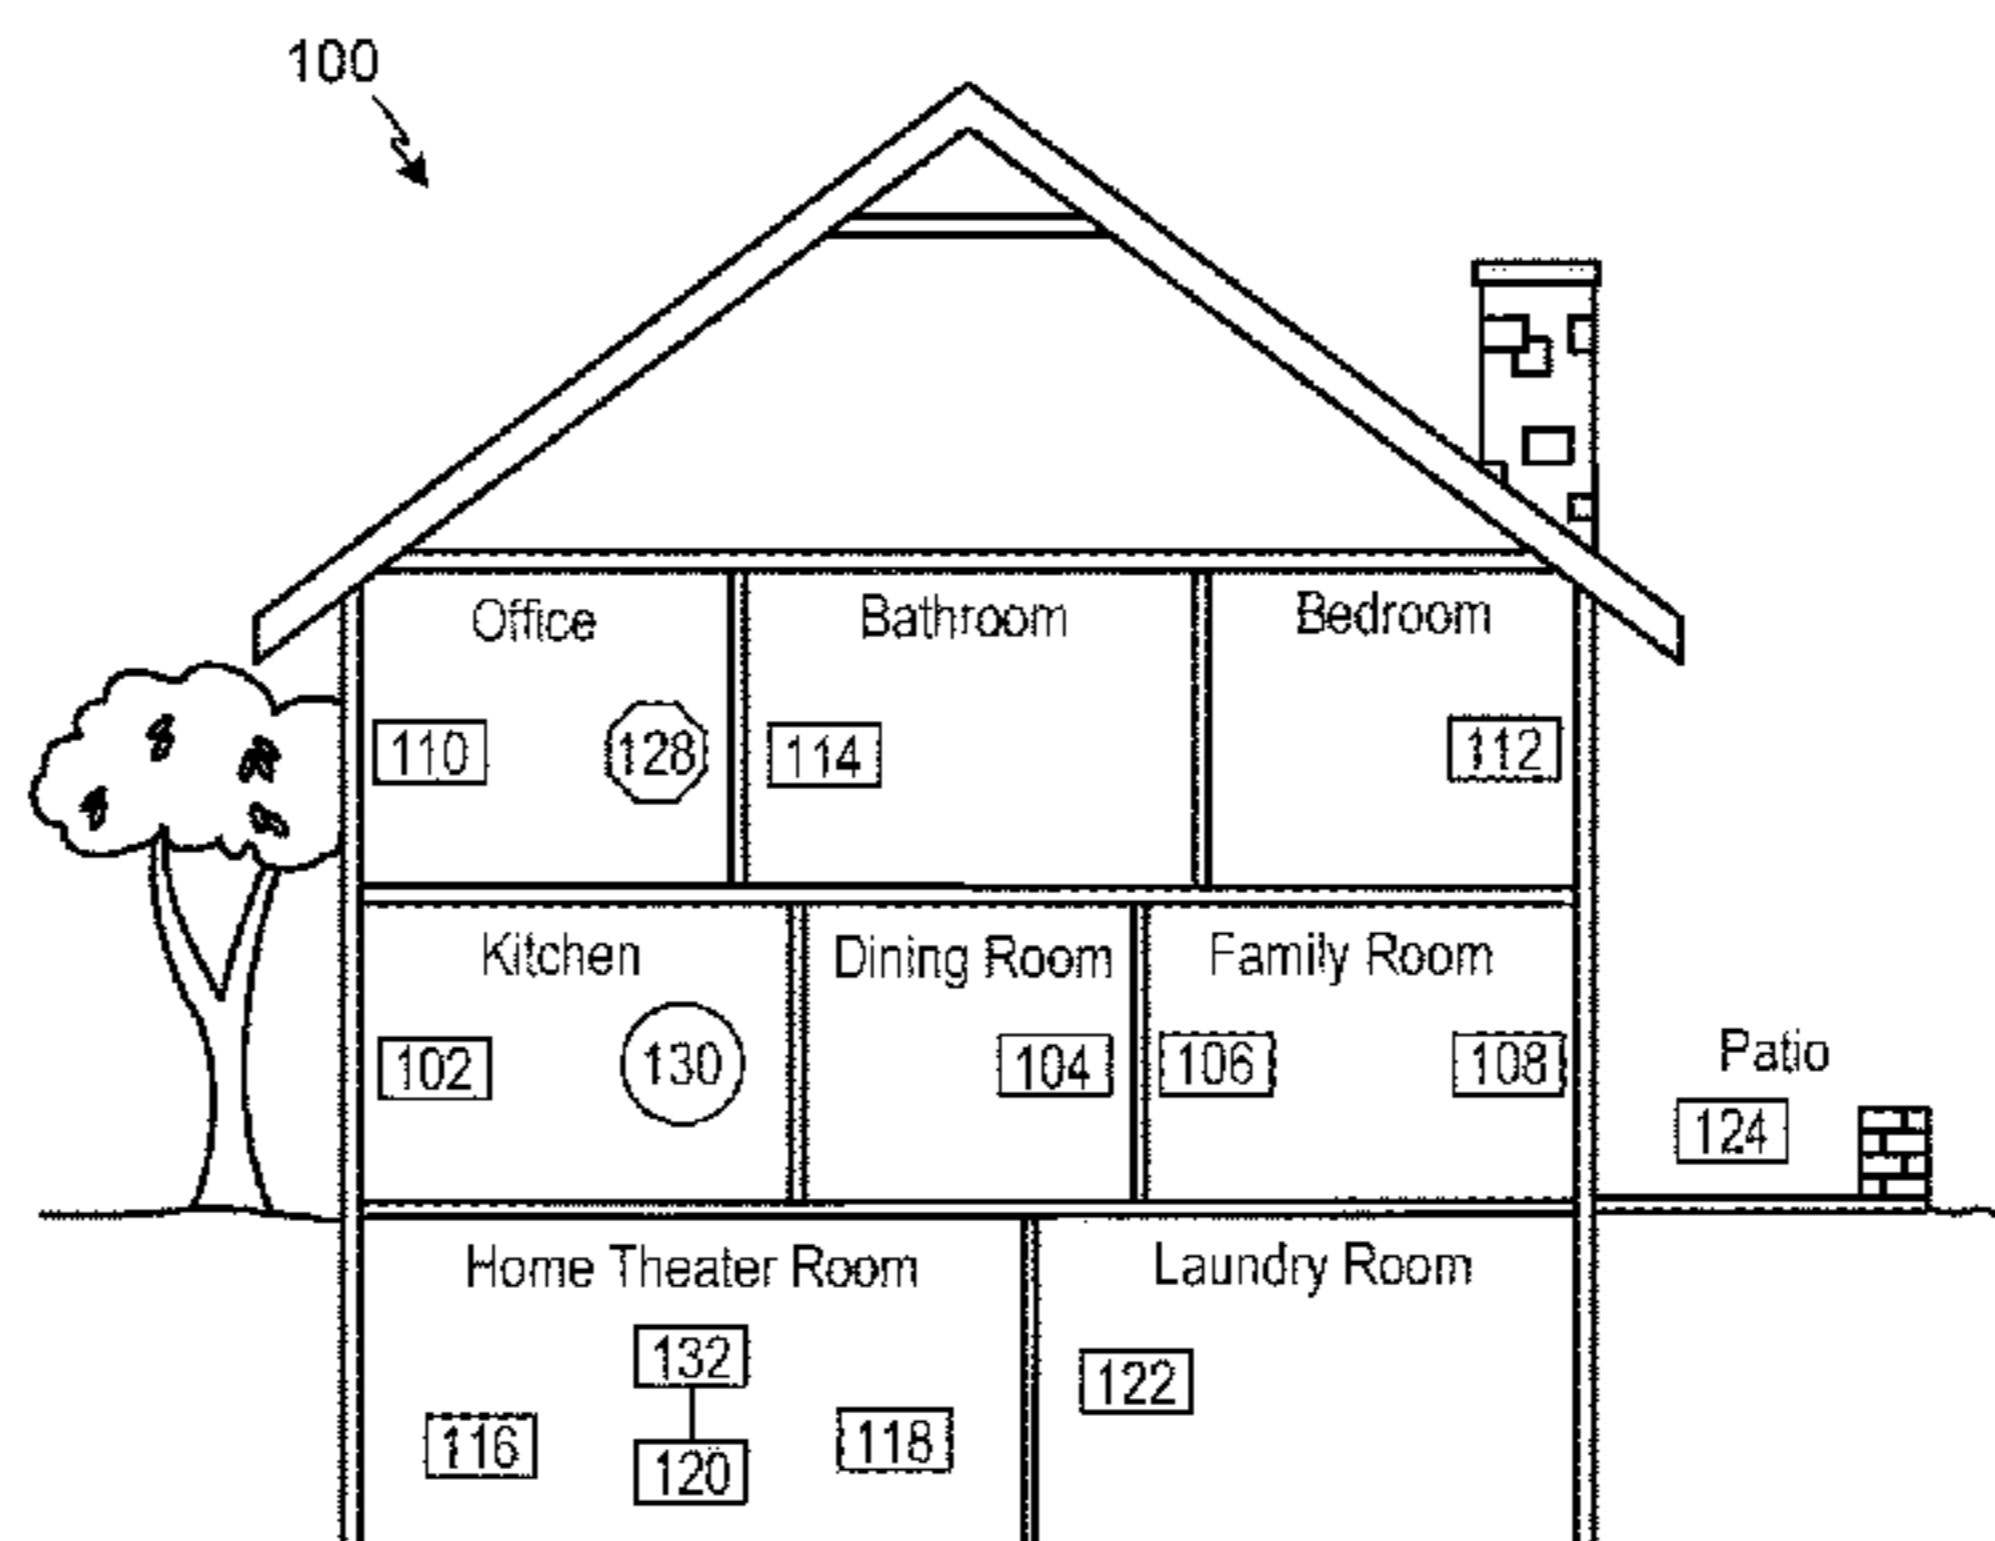 100
Office Bathroom Bedroom
110 128 114 112
Kitchen Dining Room Family Room
102 130 104 106 108
Patio
124
Home Theater Room Laundry Room
132
122
116 120 118